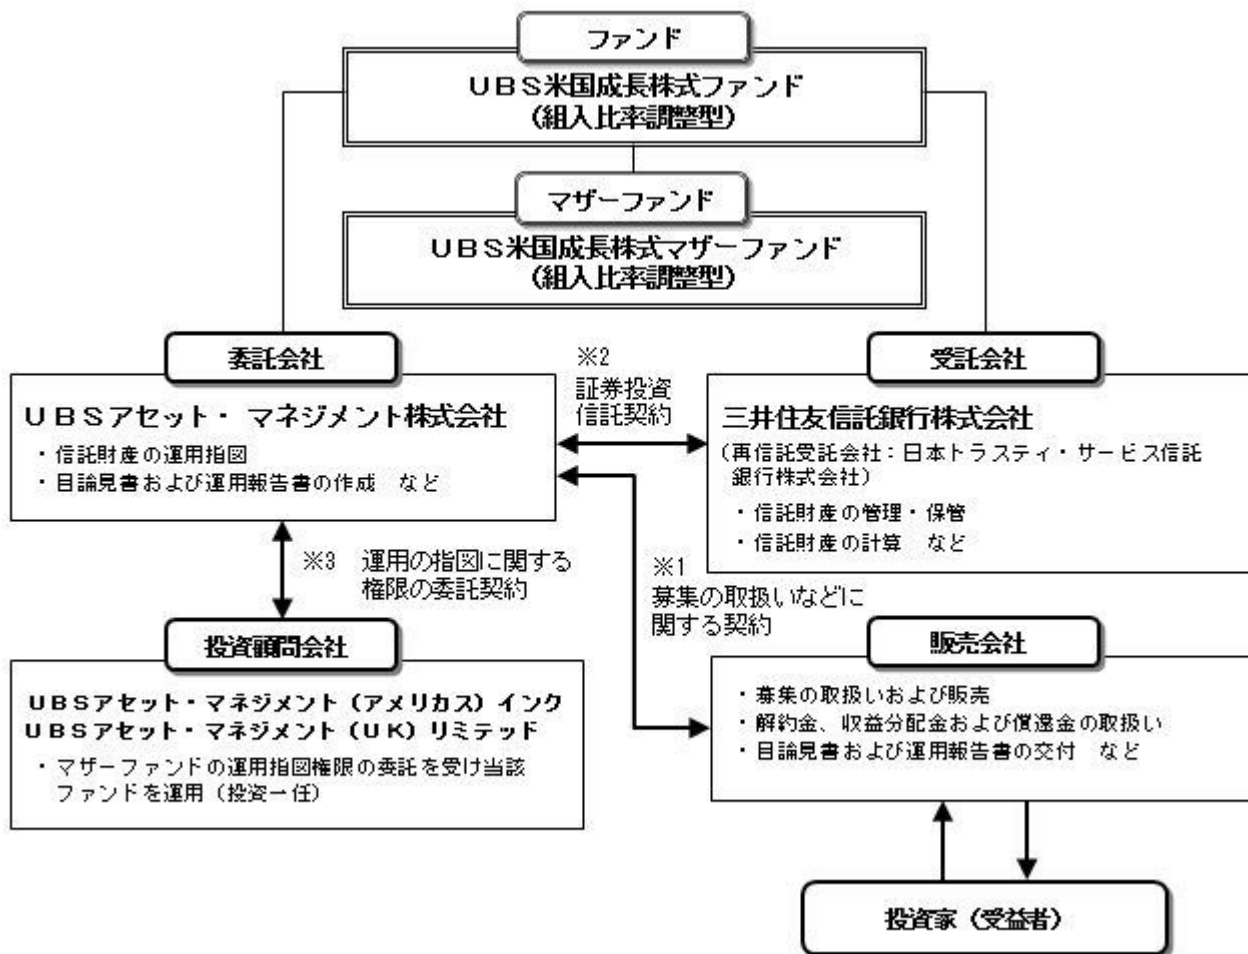 ファンド
UBS米国成長株式ファンド
(組入比率調整型)
マザーファンド
UBS米国成長株式マザーファンド
(組入比率調整型)
委託会社
UBSアセット・マネジメント株式会社
・信託財産の運用指図
・目論見書および運用報告書の作成　など
※2
証券投資
信託契約
受託会社
三井住友信託銀行株式会社
(再信託受託会社：日本トラスティ・サービス信託
銀行株式会社)
・信託財産の管理・保管
・信託財産の計算　など
※3　運用の指図に関する
権限の委託契約
※1
募集の取扱いなどに
関する契約
投資顧問会社
UBSアセット・マネジメント（アメリカス）インク
UBSアセット・マネジメント（UK）リミテッド
・マザーファンドの運用指図権限の委託を受け当該
ファンドを運用（投資一任）
販売会社
・募集の取扱いおよび販売
・解約金、収益分配金および償還金の取扱い
・目論見書および運用報告書の交付　など
投資家（受益者）